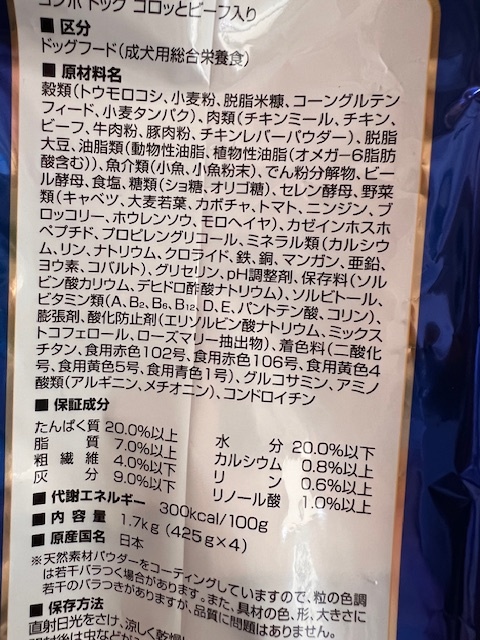 コンボ ドッグ コロッとビーフ入り
■ 区分
ドッグフード(成犬用総合栄養食)
■ 原材料名
穀類(トウモロコシ、小麦粉、脱脂米糠、コーングルテン
フィード、小麦タンパク)、肉類(チキンミール、チキン、
ビーフ、牛肉粉、豚肉粉、チキンレバーパウダー)、脱脂
大豆、油脂類(動物性油脂、植物性油脂(オメガ-6脂肪
酸含む))、魚介類(小魚、小魚粉末)、でん粉分解物、ビー
ル酵母、食塩、糖類(ショ糖、オリゴ糖)、セレン酵母、野菜
類(キャベツ、大麦若葉、カボチャ、トマト、ニンジン、ブ
ロッコリー、ホウレンソウ、モロヘイヤ)、カゼインホスホ
ペプチド、プロピレングリコール、ミネラル類(カルシウ
ム、リン、ナトリウム、クロライド、鉄、銅、マンガン、亜鉛、
ヨウ素、コバルト)、グリセリン、pH調整剤、保存料(ソル
ビン酸カリウム、デヒドロ酢酸ナトリウム)、ソルビトール、
ビタミン類(A、B2、B6、B12、D、E、パントテン酸、コリン)、
膨張剤、酸化防止剤(エリソルビン酸ナトリウム、ミックス
トコフェロール、ローズマリー抽出物)、着色料(二酸化
チタン、食用赤色102号、食用赤色106号、食用黄色4
号、食用黄色5号、食用青色1号)、グルコサミン、アミノ
酸類(アルギニン、メチオニン)、コンドロイチン
■ 保証成分
たんぱく質 20.0%以上 水分 20.0%以下
脂質 7.0%以上 カルシウム 0.8%以上
粗繊維 4.0%以下 リン 0.6%以上
灰分 9.0%以下 リノール酸 1.0%以上
■ 代謝エネルギー 300kcal/100g
■ 内容量 1.7kg(425g×4)
■ 原産国名 日本
※天然素材パウダーをコーティングしていますので、粒の色調
は若干バラつく場合があります。また、具材の色、形、大きさに
若干のバラつきがありますが、品質に問題はありません。
■ 保存方法
直射日光をさけ、涼しく乾燥し